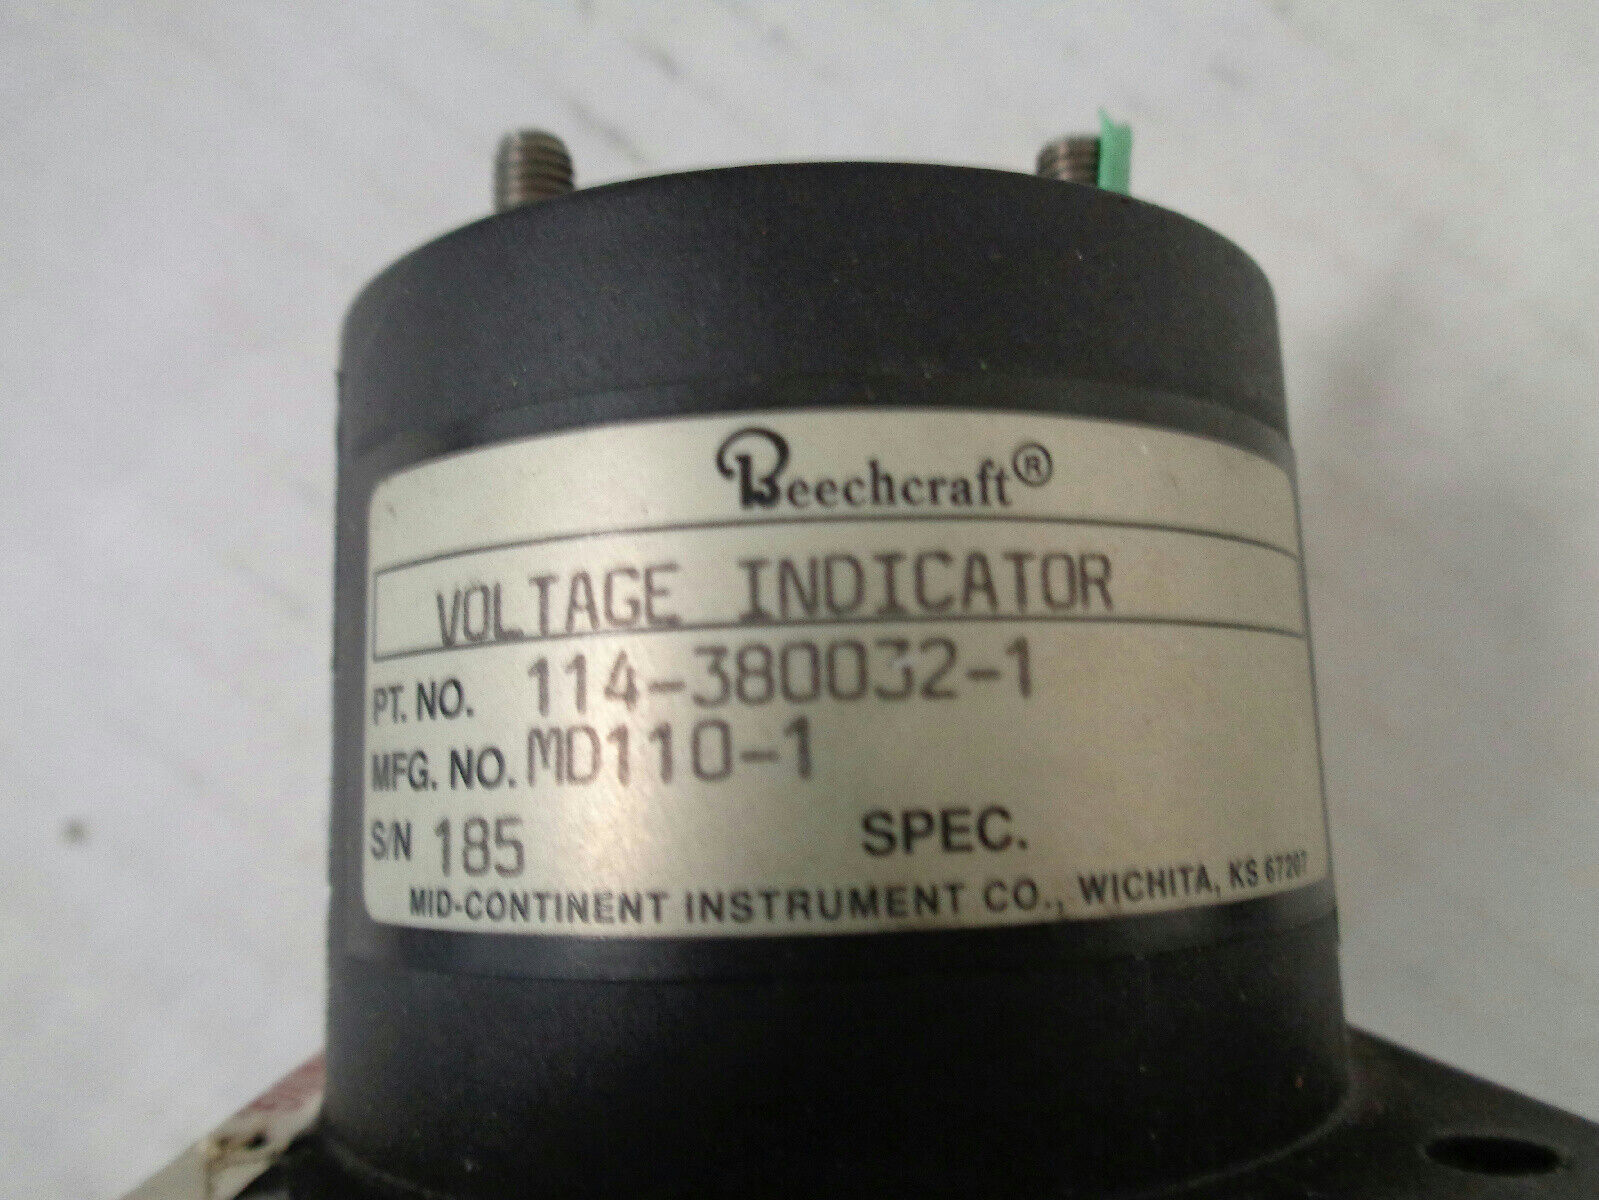 Beechcraft®
VOLTAGE INDICATOR
PT. NO. 114-380032-1
MFG. NO. MD110-1
S/N 185 SPEC.
MID-CONTINENT INSTRUMENT CO., WICHITA, KS 67207